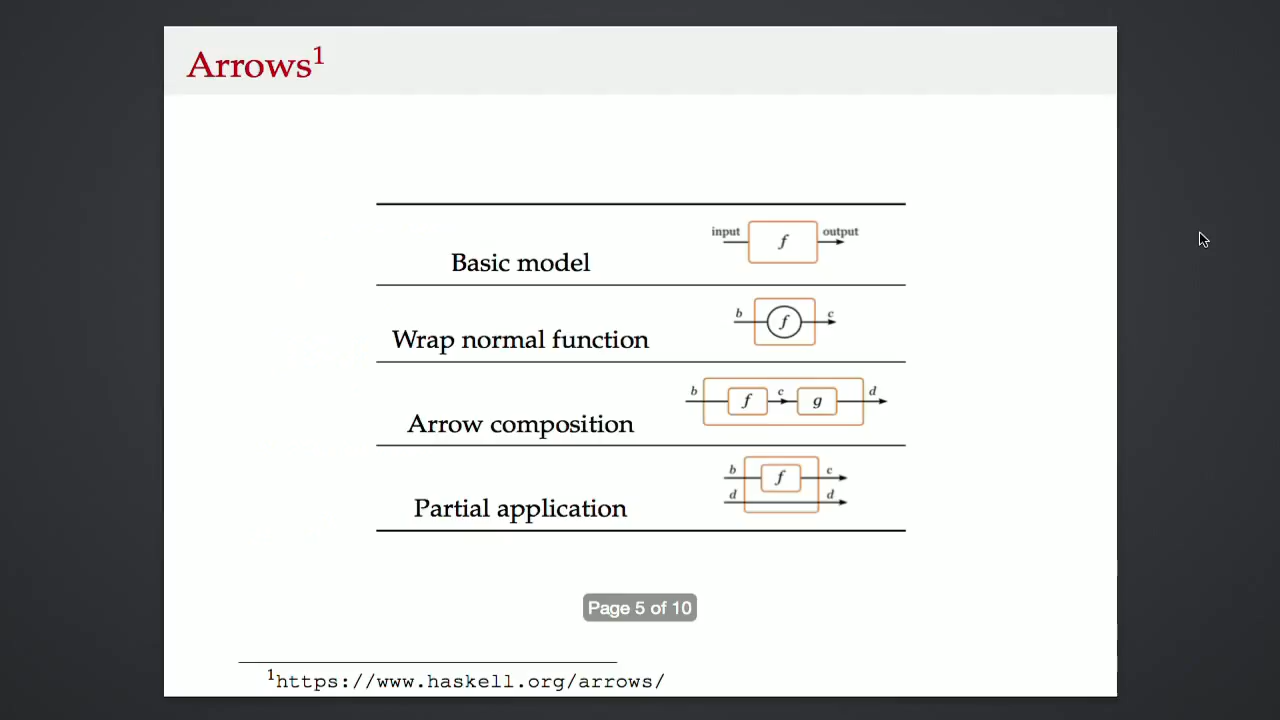 Arrows¹
input f output
Basic model
b f c
Wrap normal function
b f c g d
Arrow composition
b f c
d d
Partial application
Page 5 of 10
¹https://www.haskell.org/arrows/